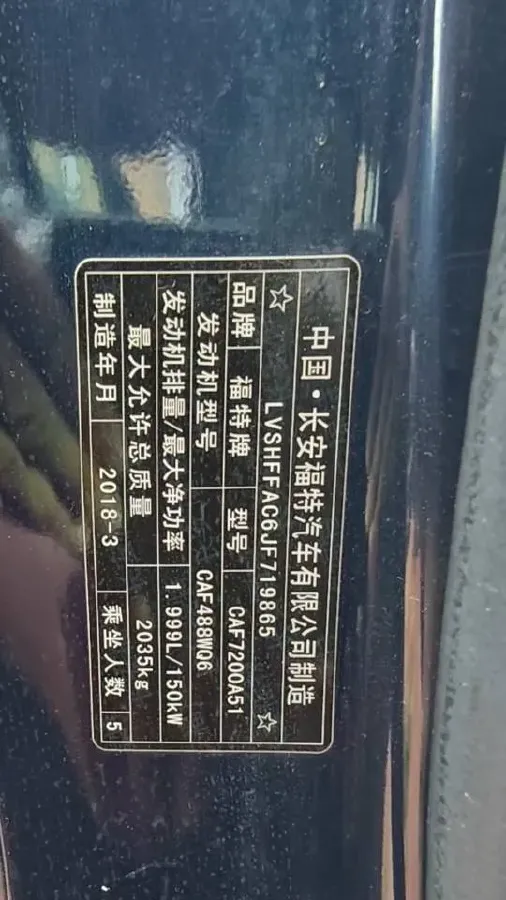 中国·长安福特汽车有限公司制造
☆ LVSHFFAC6JF719865 ☆
品牌 福特牌 型号 CAF7200A51
发动机型号 CAF488WQ6
发动机排量/最大净功率 1.999L/150kW
最大允许总质量 2035kg
制造年月 2018-3 乘坐人数 5